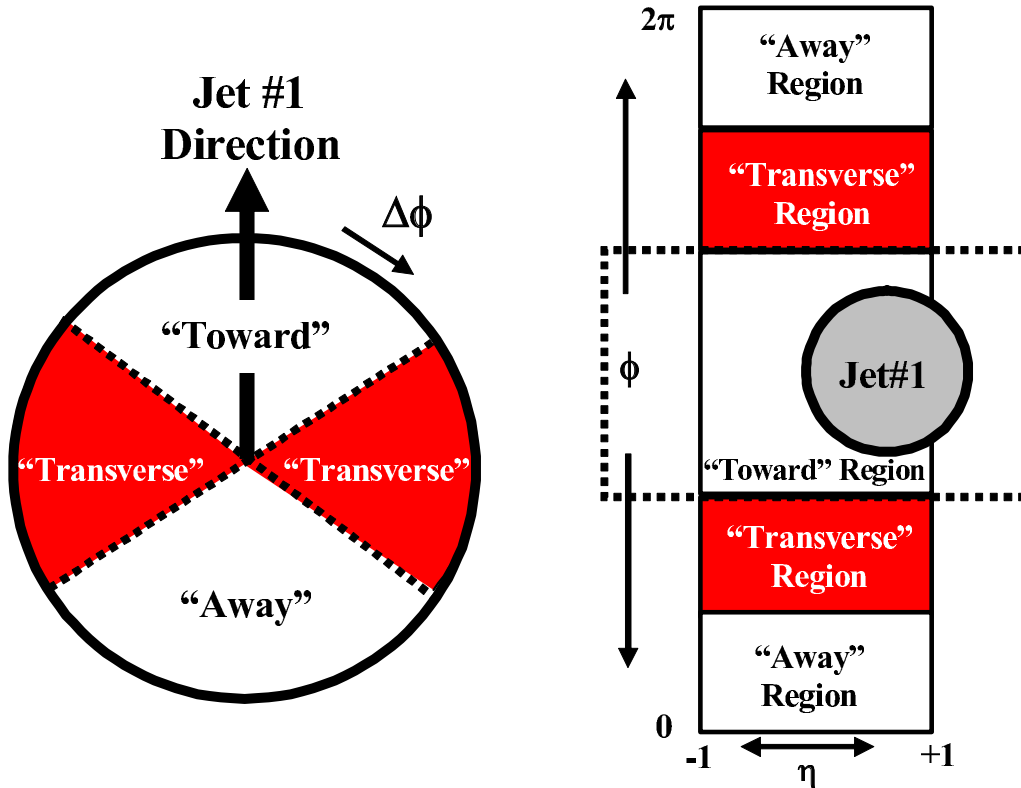 Jet #1
Direction
Δϕ
“Toward”
“Transverse”
“Transverse”
“Away”
2π
“Away”
Region
“Transverse”
Region
ϕ
Jet#1
“Toward” Region
“Transverse”
Region
“Away”
Region
0
-1
+1
η